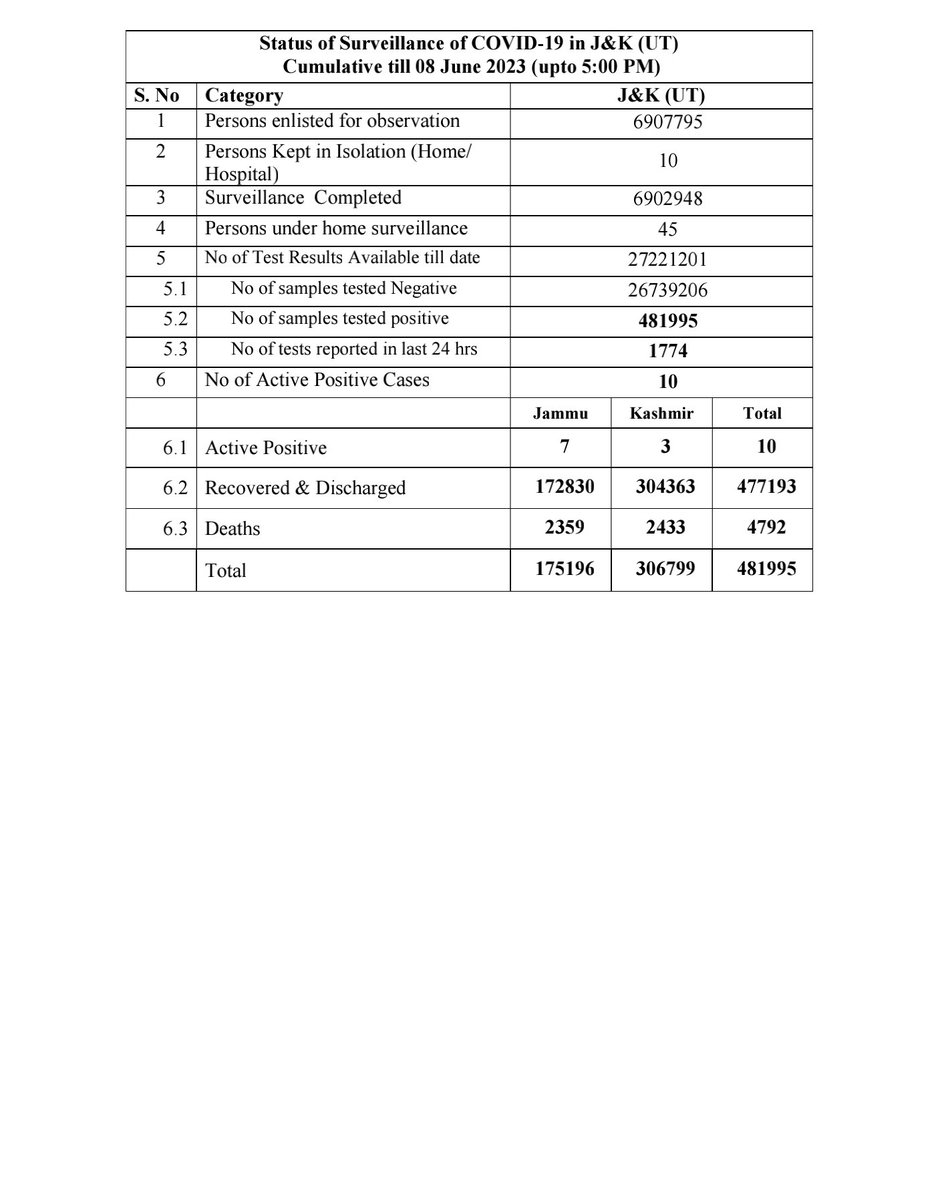 Status of Surveillance of COVID-19 in J&K (UT)
Cumulative till 08 June 2023 (upto 5:00 PM)
S. No Category J&K (UT)
1 Persons enlisted for observation 6907795
2 Persons Kept in Isolation (Home/
Hospital) 10
3 Surveillance Completed 6902948
4 Persons under home surveillance 45
5 No of Test Results Available till date 27221201
5.1 No of samples tested Negative 26739206
5.2 No of samples tested positive 481995
5.3 No of tests reported in last 24 hrs 1774
6 No of Active Positive Cases 10
Jammu Kashmir Total
6.1 Active Positive 7 3 10
6.2 Recovered & Discharged 172830 304363 477193
6.3 Deaths 2359 2433 4792
Total 175196 306799 481995